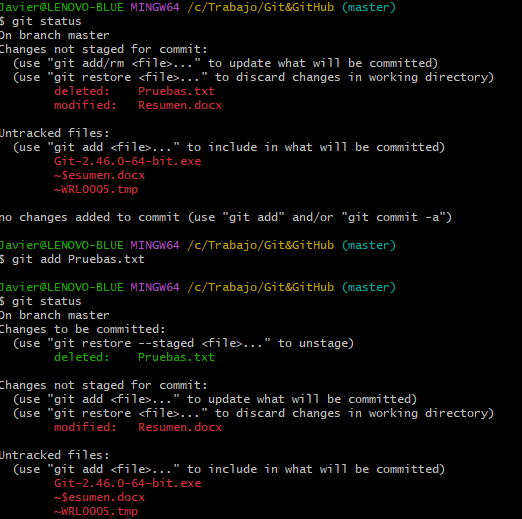 Javier@LENOVO-BLUE MINGW64 /c/Trabajo/Git&GitHub (master)
$ git status
On branch master
Changes not staged for commit:
  (use "git add/rm <file>..." to update what will be committed)
  (use "git restore <file>..." to discard changes in working directory)
        deleted:    Pruebas.txt
        modified:   Resumen.docx

Untracked files:
  (use "git add <file>..." to include in what will be committed)
        Git-2.46.0-64-bit.exe
        ~$esumen.docx
        ~WRL0005.tmp

no changes added to commit (use "git add" and/or "git commit -a")

Javier@LENOVO-BLUE MINGW64 /c/Trabajo/Git&GitHub (master)
$ git add Pruebas.txt

Javier@LENOVO-BLUE MINGW64 /c/Trabajo/Git&GitHub (master)
$ git status
On branch master
Changes to be committed:
  (use "git restore --staged <file>..." to unstage)
        deleted:    Pruebas.txt

Changes not staged for commit:
  (use "git add <file>..." to update what will be committed)
  (use "git restore <file>..." to discard changes in working directory)
        modified:   Resumen.docx

Untracked files:
  (use "git add <file>..." to include in what will be committed)
        Git-2.46.0-64-bit.exe
        ~$esumen.docx
        ~WRL0005.tmp